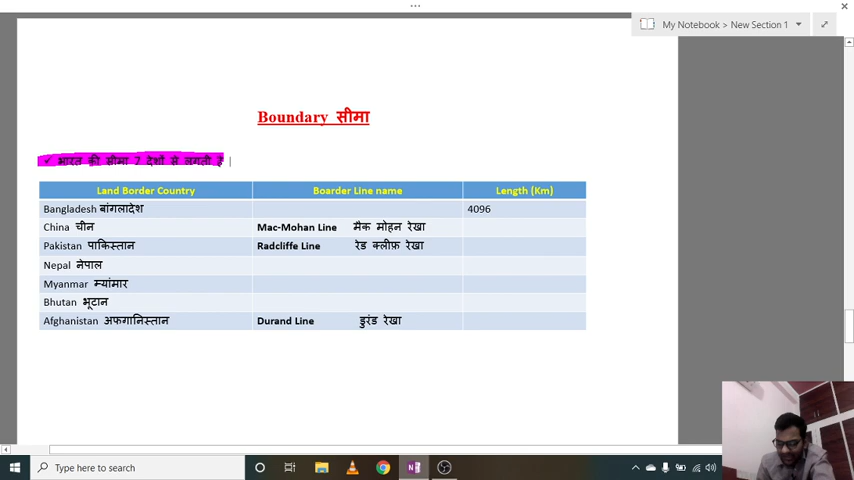 My Notebook > New Section 1
Boundary सीमा
✓ भारत की सीमा 7 देशों से लगती है
Land Border Country Boarder Line name Length (Km)
Bangladesh बांगलादेश 4096
China चीन Mac-Mohan Line मैक मोहन रेखा
Pakistan पाकिस्तान Radcliffe Line रेड क्लीफ़ रेखा
Nepal नेपाल
Myanmar म्यांमार
Bhutan भूटान
Afghanistan अफगानिस्तान Durand Line डुरंड रेखा
Type here to search